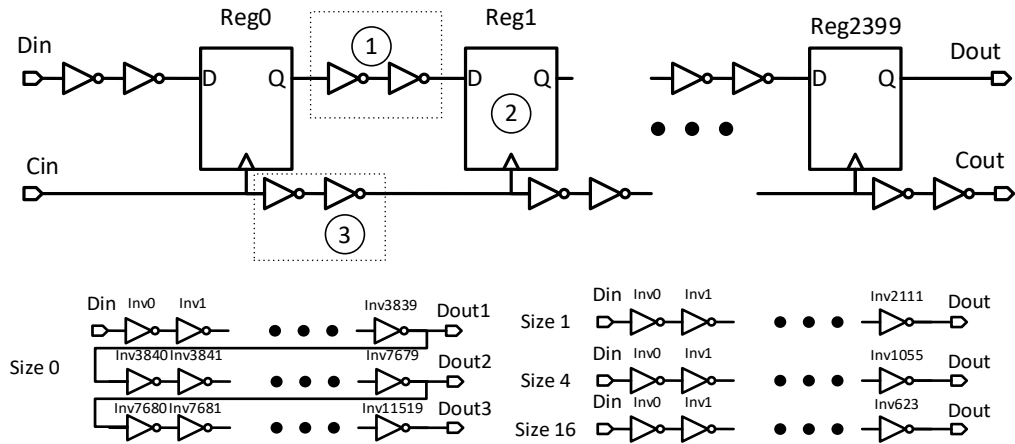 Reg0 Reg1 Reg2399
Din 1 Dout
D Q D Q D Q
2
Cin Cout
3
Din Inv0 Inv1 Inv3839 Dout1
Inv3840 Inv3841 Inv7679 Dout2
Size 0
Inv7680 Inv7681 Inv11519 Dout3
Din Inv0 Inv1 Inv2111 Dout
Size 1
Din Inv0 Inv1 Inv1055 Dout
Size 4
Din Inv0 Inv1 Inv623 Dout
Size 16